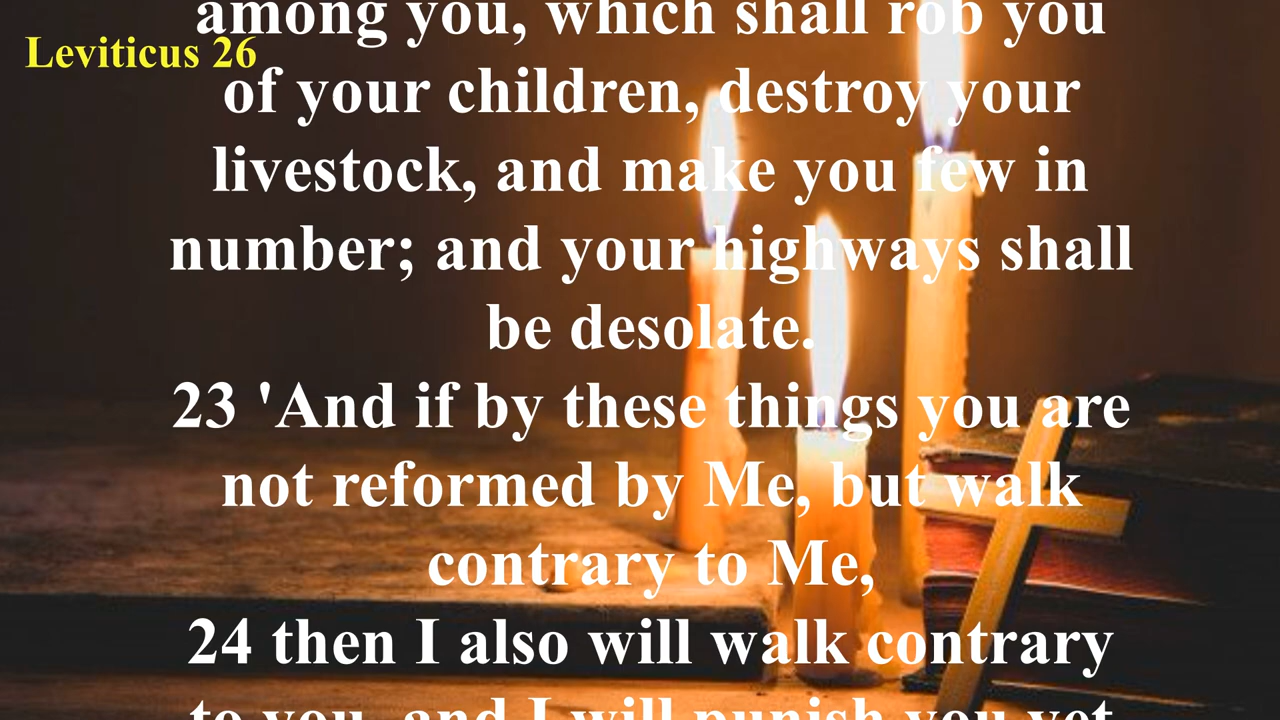 among you, which shall rob you
Leviticus 26
of your children, destroy your
livestock, and make you few in
number; and your highways shall
be desolate.
23 'And if by these things you are
not reformed by Me, but walk
contrary to Me,
24 then I also will walk contrary
to you, and I will punish you yet